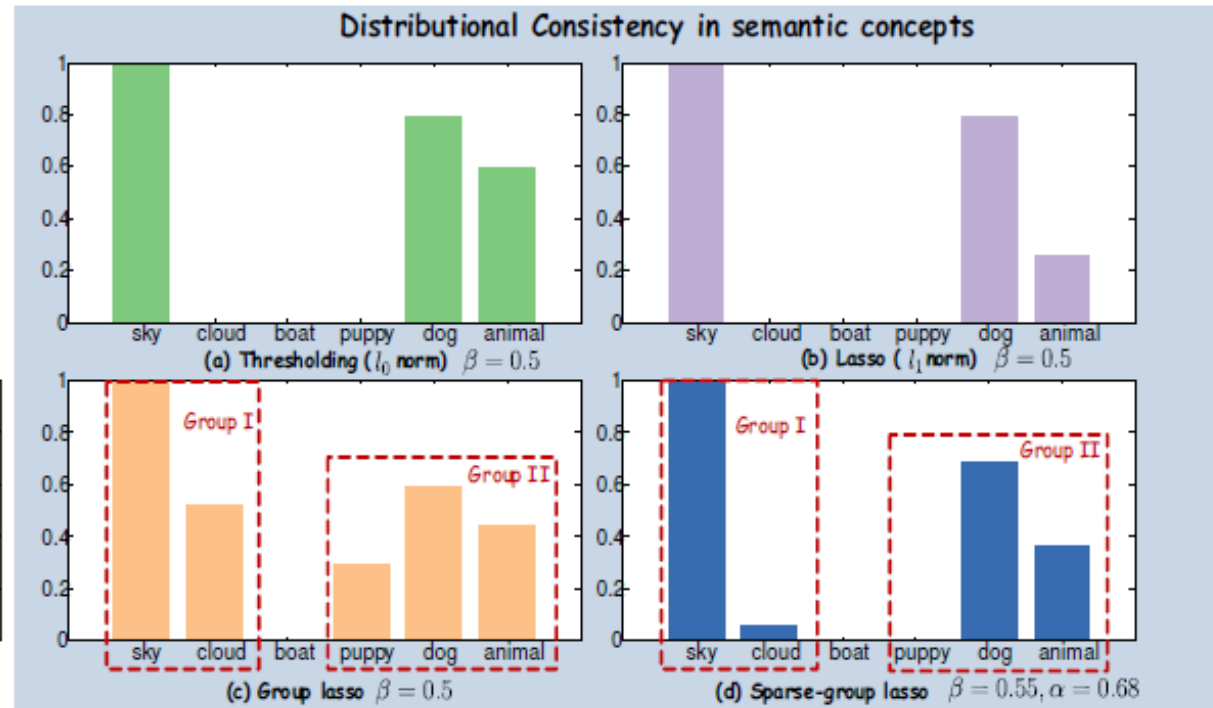 Distributional Consistency in semantic concepts
1
0.8
0.6
0.4
0.2
0
sky cloud boat puppy dog animal
(a) Thresholding ( l₀ norm) β = 0.5
1
0.8
0.6
0.4
0.2
0
sky cloud boat puppy dog animal
(b) Lasso ( l₁ norm) β = 0.5
1
0.8
0.6
0.4
0.2
0
Group I
Group II
sky cloud boat puppy dog animal
(c) Group lasso β = 0.5
1
0.8
0.6
0.4
0.2
0
Group I
Group II
sky cloud boat puppy dog animal
(d) Sparse-group lasso β = 0.55, α = 0.68